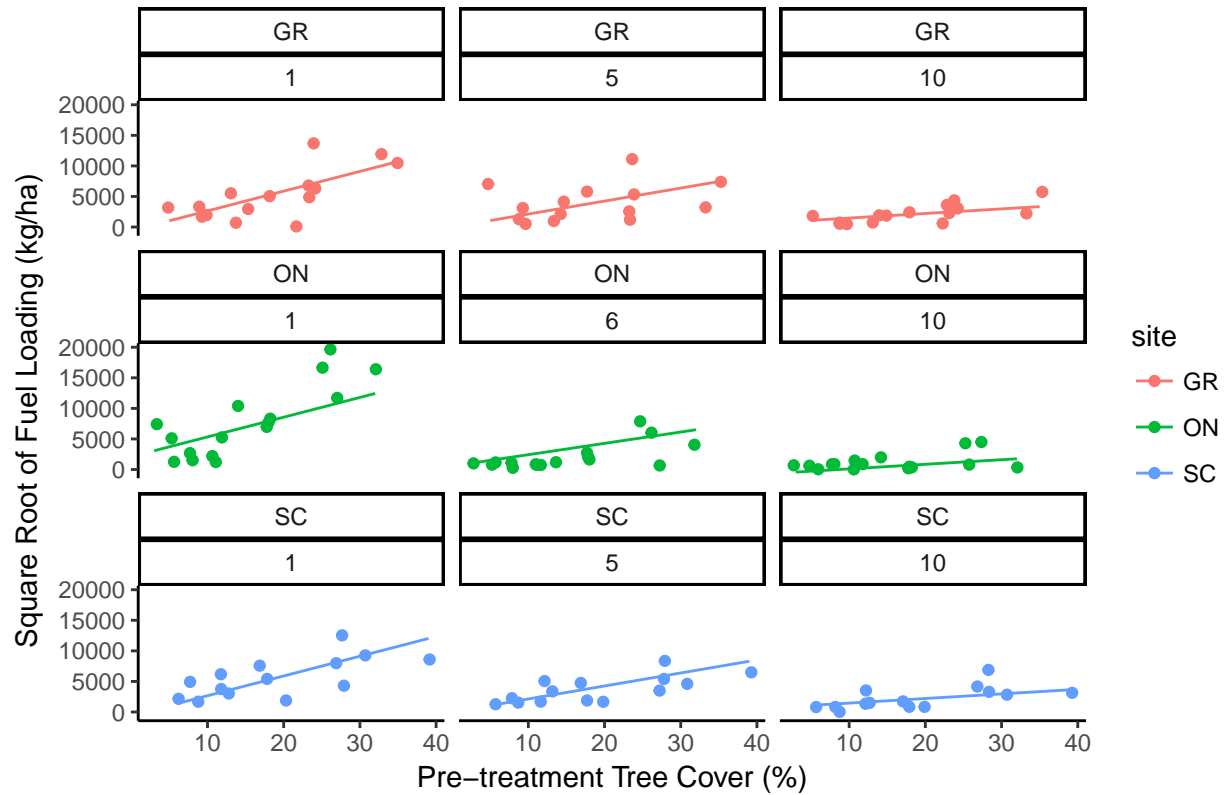 GR GR GR
1 5 10
20000
15000
10000
5000
0
ON ON ON
1 6 10
20000
15000
10000
5000
0
SC SC SC
1 5 10
20000
15000
10000
5000
0
10 20 30 40 10 20 30 40 10 20 30 40
Pre−treatment Tree Cover (%)
Square Root of Fuel Loading (kg/ha)
site
GR
ON
SC